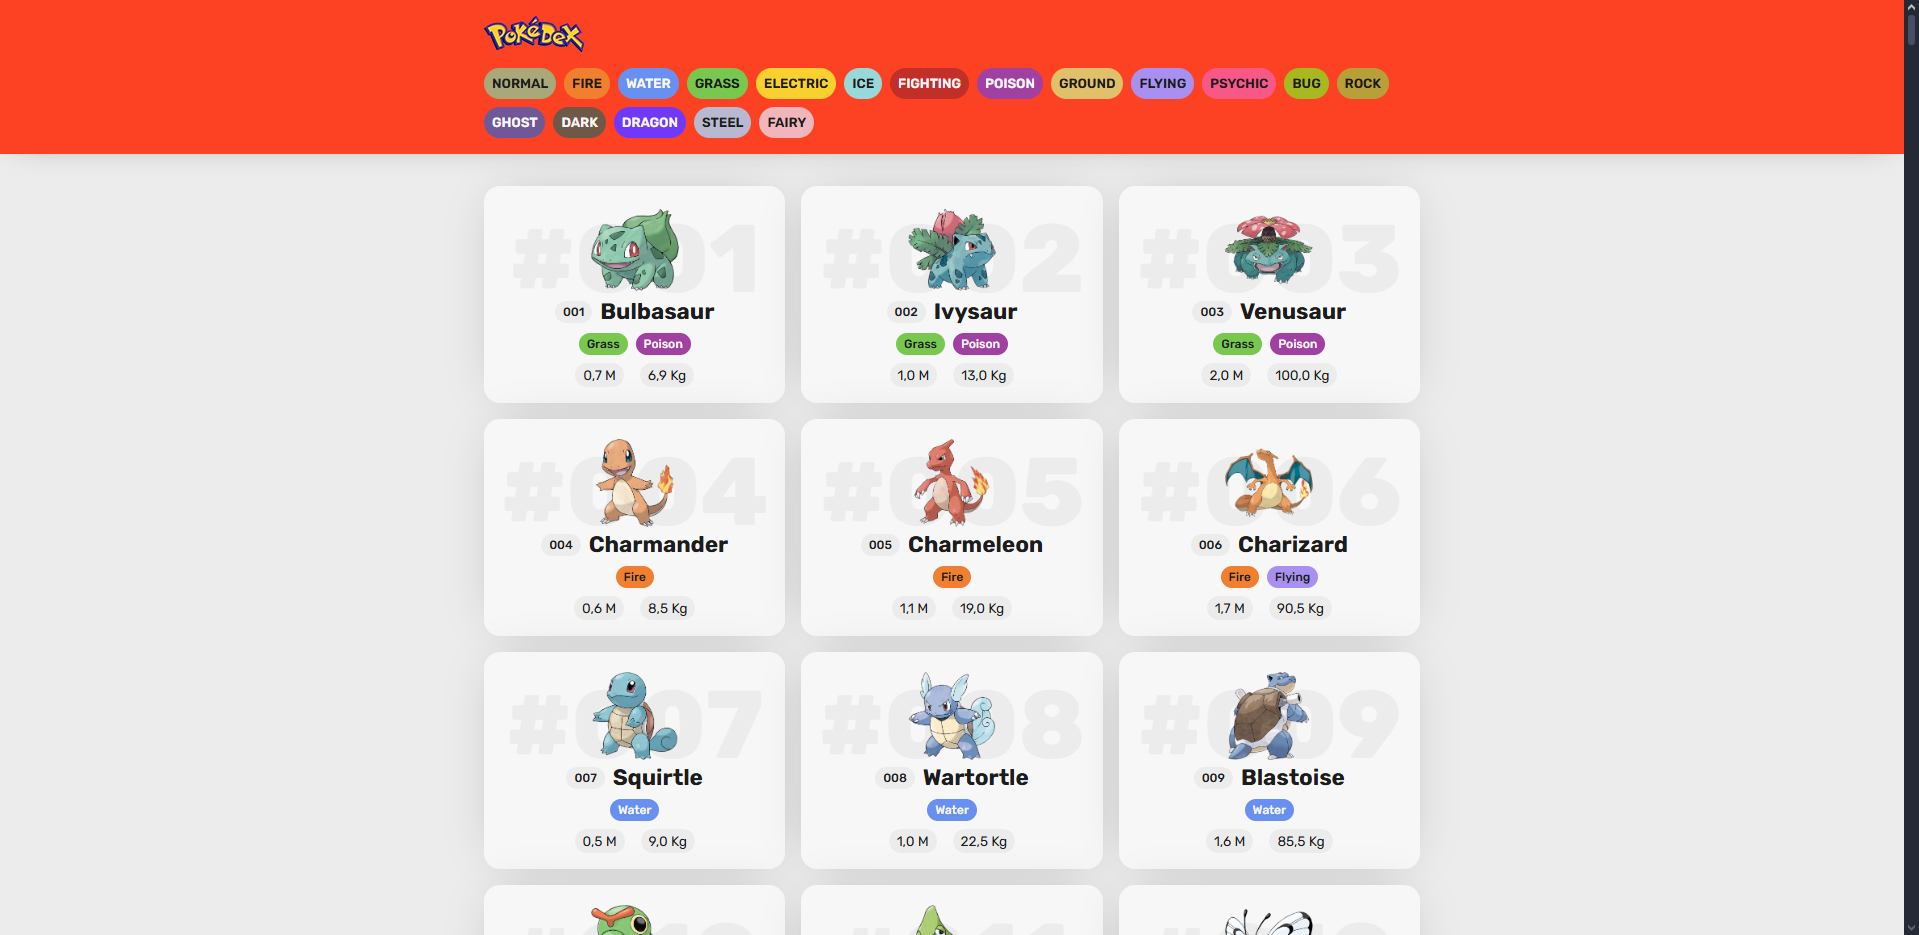 PokéDex
NORMAL FIRE WATER GRASS ELECTRIC ICE FIGHTING POISON GROUND FLYING PSYCHIC BUG ROCK
GHOST DARK DRAGON STEEL FAIRY
#001
001 Bulbasaur
Grass Poison
0,7 M 6,9 Kg
#002
002 Ivysaur
Grass Poison
1,0 M 13,0 Kg
#003
003 Venusaur
Grass Poison
2,0 M 100,0 Kg
#004
004 Charmander
Fire
0,6 M 8,5 Kg
#005
005 Charmeleon
Fire
1,1 M 19,0 Kg
#006
006 Charizard
Fire Flying
1,7 M 90,5 Kg
#007
007 Squirtle
Water
0,5 M 9,0 Kg
#008
008 Wartortle
Water
1,0 M 22,5 Kg
#009
009 Blastoise
Water
1,6 M 85,5 Kg